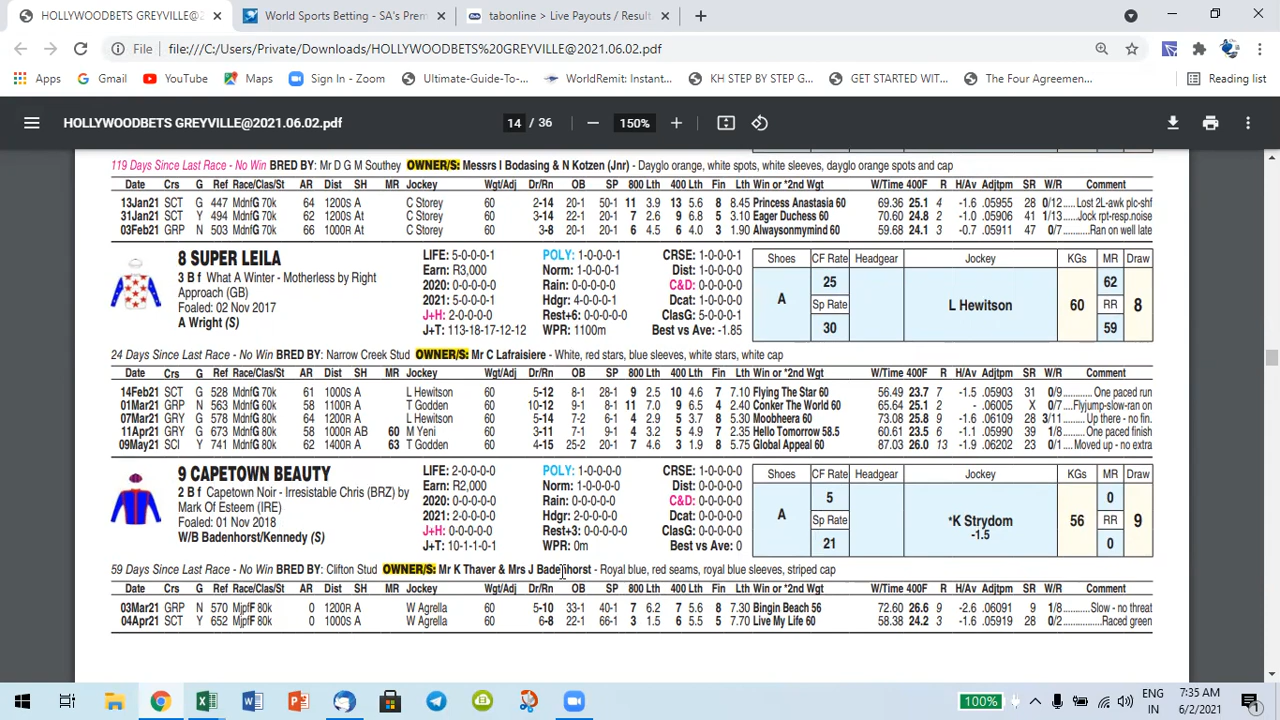 HOLLYWOODBETS GREYVILLE@2021
World Sports Betting - SA's Premi
tabonline > Live Payouts / Result
File file:///C:/Users/Private/Downloads/HOLLYWOODBETS%20GREYVILLE@2021.06.02.pdf
Apps Gmail YouTube Maps Sign In - Zoom Ultimate-Guide-To-... WorldRemit: Instant... KH STEP BY STEP G... GET STARTED WIT... The Four Agreemen... Reading list
HOLLYWOODBETS GREYVILLE@2021.06.02.pdf 14 / 36 150%
119 Days Since Last Race - No Win BRED BY: Mr D G M Southey OWNER/S: Messrs I Bodasing & N Kotzen (Jnr) - Dayglo orange, white spots, white sleeves, dayglo orange spots and cap
Date Crs G Ref Race/Clas/St AR Dist SH MR Jockey Wgt/Adj Dr/Rn OB SP 800 Lth 400 Lth Fin Lth Win or *2nd Wgt W/Time 400F R H/Av Adjtpm SR W/R Comment
13Jan21 SCT G 447 MdnfG 70k 64 1200S A C Storey 60 2-14 20-1 50-1 11 3.9 13 5.6 8 8.45 Princess Anastasia 60 69.36 25.1 4 -1.6 .05955 28 0/12 ..... Lost 2L-awk plc-shf
31Jan21 SCT Y 494 MdnfG 70k 62 1200S At C Storey 60 3-14 22-1 12-1 7 2.6 9 6.8 5 3.10 Eager Duchess 60 70.60 24.8 2 -1.0 .05906 41 1/13 ..... Jock rpt-resp.noise
03Feb21 GRP N 503 MdnfG 70k 66 1000R At C Storey 60 3-8 20-1 20-1 6 4.5 6 4.0 3 1.90 Alwaysonmymind 60 59.68 24.1 3 -0.7 .05911 47 0/7 ........... Ran on well late
8 SUPER LEILA
3 B f What A Winter - Motherless by Right
Approach (GB)
Foaled: 02 Nov 2017
A Wright (S)
LIFE: 5-0-0-0-1 POLY: 1-0-0-0-1 CRSE: 1-0-0-0-1
Earn: R3,000 Norm: 1-0-0-0-1 Dist: 1-0-0-0-1
2020: 0-0-0-0-0 Rain: 0-0-0-0-0 C&D: 0-0-0-0-0
2021: 5-0-0-0-1 Hdgr: 4-0-0-0-1 Dcat: 1-0-0-0-0
J+H: 2-0-0-0-0 Rest+6: 0-0-0-0-0 ClasG: 5-0-0-0-1
J+T: 113-18-17-12-12 WPR: 1100m Best vs Ave: -1.85
Shoes CF Rate Headgear Jockey KGs MR Draw
A 25 Sp Rate 30 L Hewitson 60 62 RR 59 8
24 Days Since Last Race - No Win BRED BY: Narrow Creek Stud OWNER/S: Mr C Lafraisiere - White, red stars, blue sleeves, white stars, white cap
Date Crs G Ref Race/Clas/St AR Dist SH MR Jockey Wgt/Adj Dr/Rn OB SP 800 Lth 400 Lth Fin Lth Win or *2nd Wgt W/Time 400F R H/Av Adjtpm SR W/R Comment
14Feb21 SCT G 528 MdnfG 70k 61 1000S A L Hewitson 60 5-12 8-1 28-1 9 2.5 10 4.6 7 7.10 Flying The Star 60 56.49 23.7 7 -1.5 .05903 31 0/9 ............... One paced run
01Mar21 GRP N 563 MdnfG 60k 58 1100R A T Godden 60 10-12 9-1 8-1 11 7.0 9 6.5 4 2.40 Conker The World 60 65.64 25.1 2 - .06005 X 0/8 ...Flyjump-slow-ran on
07Mar21 GRY G 578 MdnfG 80k 64 1200R A L Hewitson 60 5-14 7-2 6-1 4 2.9 5 3.7 8 5.30 Moobheera 60 73.08 25.8 9 -1.6 .06109 28 3/11 ............. Up there - no fin
11Apr21 GRY G 673 MdnfG 80k 58 1000R AB 60 M Yeni 60 3-11 7-1 9-1 4 3.2 5 4.9 7 2.35 Hello Tomorrow 58.5 60.61 23.5 6 -1.1 .05990 39 1/8 ............. One paced finish
09May21 SCI Y 741 MdnfG 80k 62 1400R A 63 T Godden 60 4-15 25-2 20-1 7 4.6 3 1.9 8 5.75 Global Appeal 60 87.03 26.0 13 -1.9 .06202 23 0/1 ........ Moved up - no extra
9 CAPETOWN BEAUTY
2 B f Capetown Noir - Irresistable Chris (BRZ) by
Mark Of Esteem (IRE)
Foaled: 01 Nov 2018
W/B Badenhorst/Kennedy (S)
LIFE: 2-0-0-0-0 POLY: 1-0-0-0-0 CRSE: 1-0-0-0-0
Earn: R2,000 Norm: 1-0-0-0-0 Dist: 0-0-0-0-0
2020: 0-0-0-0-0 Rain: 0-0-0-0-0 C&D: 0-0-0-0-0
2021: 2-0-0-0-0 Hdgr: 2-0-0-0-0 Dcat: 0-0-0-0-0
J+H: 0-0-0-0-0 Rest+3: 0-0-0-0-0 ClasG: 0-0-0-0-0
J+T: 10-1-1-0-1 WPR: 0m Best vs Ave: 0
Shoes CF Rate Headgear Jockey KGs MR Draw
A 5 Sp Rate 21 *K Strydom -1.5 56 0 RR 0 9
59 Days Since Last Race - No Win BRED BY: Clifton Stud OWNER/S: Mr K Thaver & Mrs J Badenhorst - Royal blue, red seams, royal blue sleeves, striped cap
Date Crs G Ref Race/Clas/St AR Dist SH MR Jockey Wgt/Adj Dr/Rn OB SP 800 Lth 400 Lth Fin Lth Win or *2nd Wgt W/Time 400F R H/Av Adjtpm SR W/R Comment
03Mar21 GRP N 570 MjpfF 80k 0 1200R A W Agrella 60 5-10 33-1 40-1 7 6.2 7 5.6 8 7.30 Bingin Beach 56 72.60 26.6 9 -2.6 .06091 9 1/8 ............ Slow - no threat
04Apr21 SCT Y 652 MjpfF 80k 0 1000S A W Agrella 60 6-8 22-1 66-1 3 1.5 6 5.5 5 7.70 Live My Life 60 58.38 24.2 3 -1.6 .05919 28 0/2 .................. Raced green
100% ENG IN 7:35 AM 6/2/2021